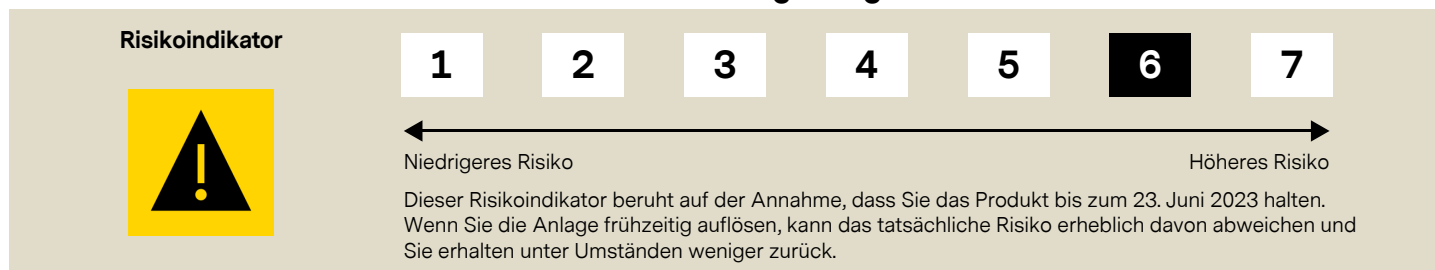 Risikoindikator
1 2 3 4 5 6 7
Niedrigeres Risiko Höheres Risiko
Dieser Risikoindikator beruht auf der Annahme, dass Sie das Produkt bis zum 23. Juni 2023 halten.
Wenn Sie die Anlage frühzeitig auflösen, kann das tatsächliche Risiko erheblich davon abweichen und
Sie erhalten unter Umständen weniger zurück.